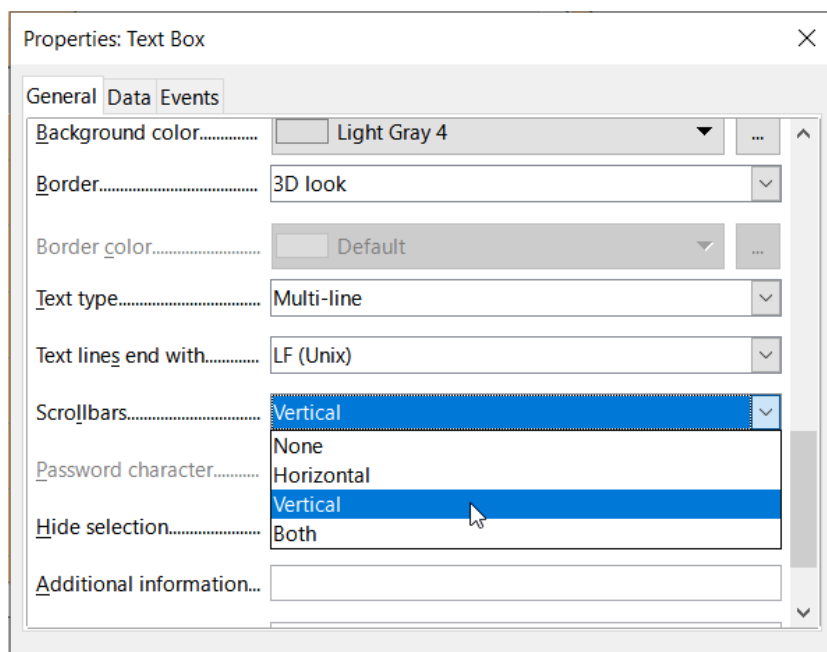 Properties: Text Box
General Data Events
Background color.............. Light Gray 4 ...
Border...................................... 3D look
Border color.......................... Default ...
Text type.................................. Multi-line
Text lines end with............. LF (Unix)
Scrollbars................................ Vertical
None
Horizontal
Password character...........
Vertical
Hide selection......................
Both
Additional information...